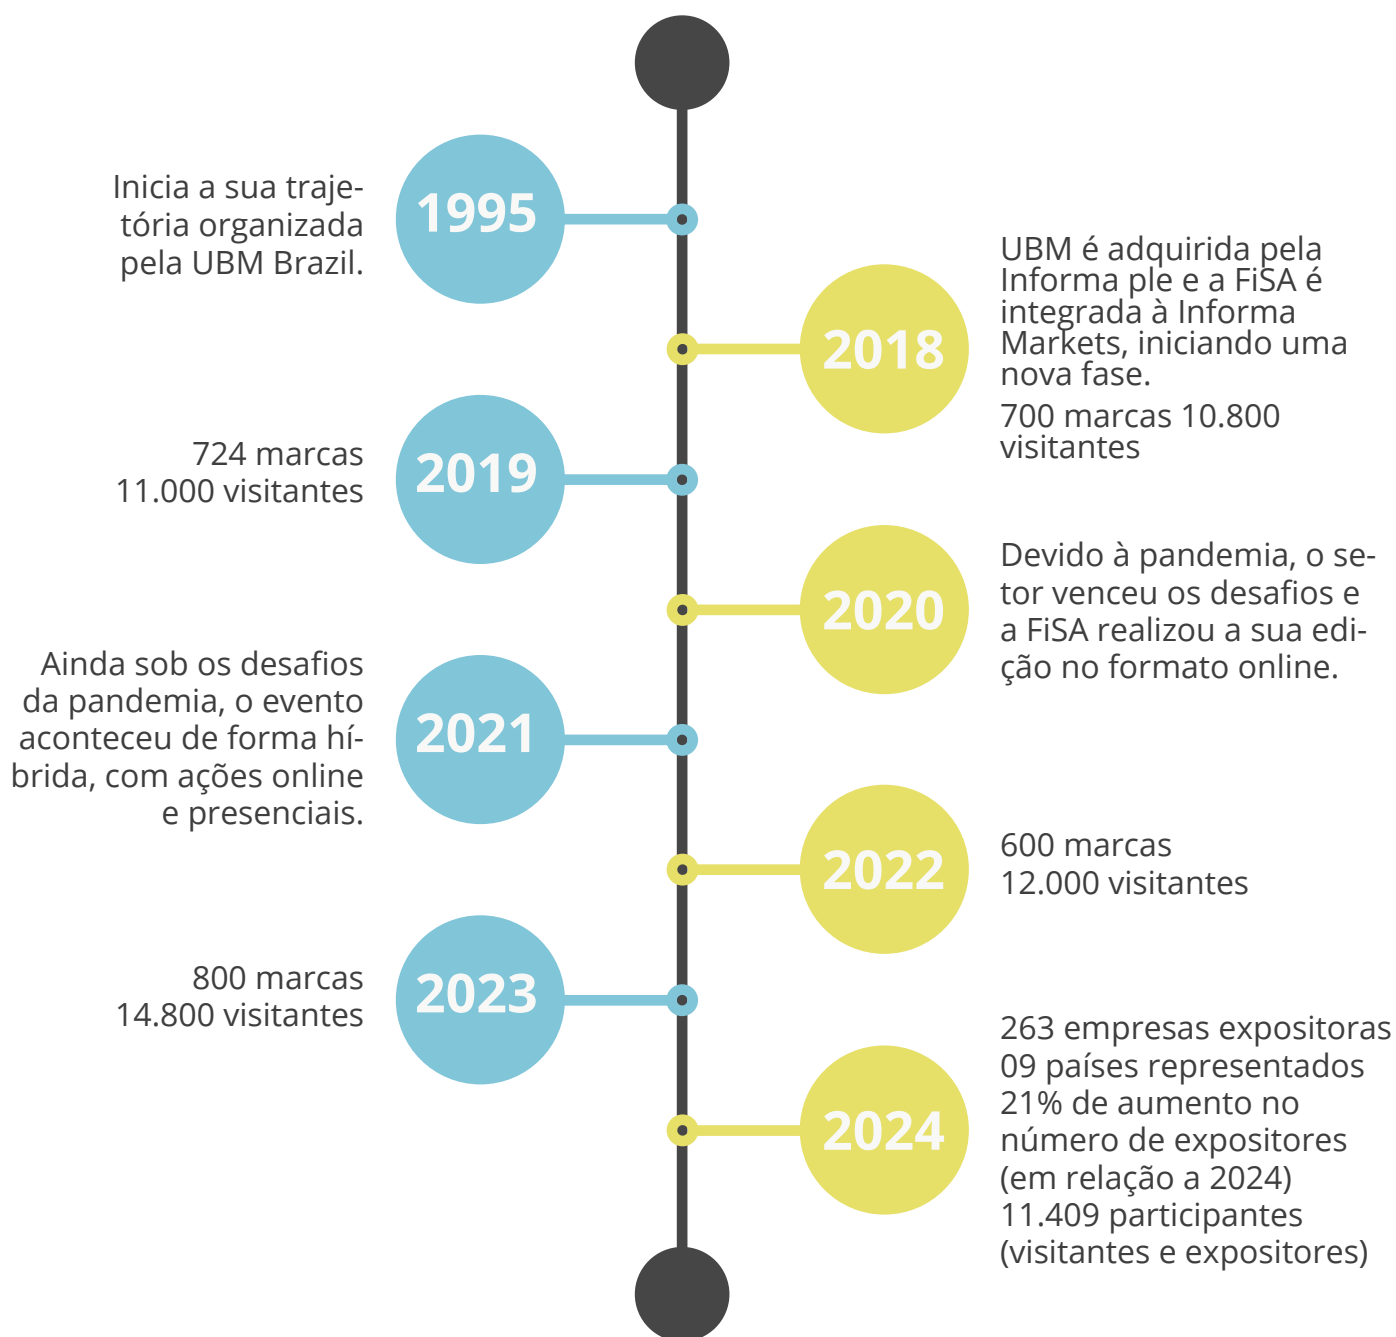 1995
Inicia a sua traje-
tória organizada
pela UBM Brazil.
2018
UBM é adquirida pela
Informa ple e a FiSA é
integrada à Informa
Markets, iniciando uma
nova fase.
700 marcas 10.800
visitantes
2019
724 marcas
11.000 visitantes
2020
Devido à pandemia, o se-
tor venceu os desafios e
a FiSA realizou a sua edi-
ção no formato online.
2021
Ainda sob os desafios
da pandemia, o evento
aconteceu de forma hí-
brida, com ações online
e presenciais.
2022
600 marcas
12.000 visitantes
2023
800 marcas
14.800 visitantes
2024
263 empresas expositoras
09 países representados
21% de aumento no
número de expositores
(em relação a 2024)
11.409 participantes
(visitantes e expositores)